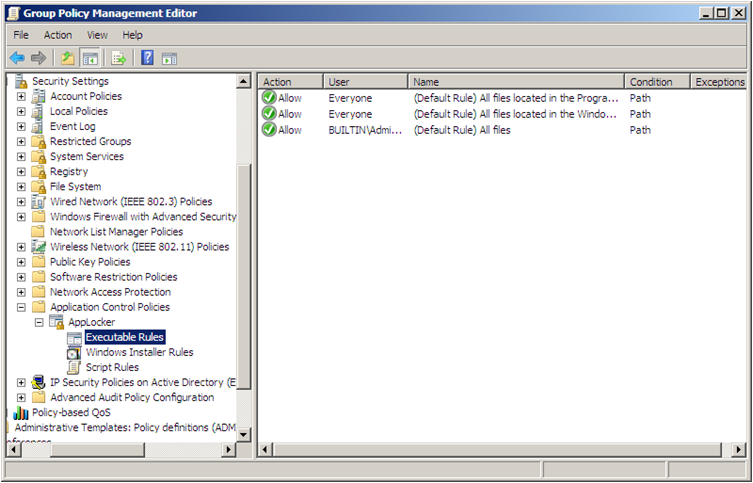 Group Policy Management Editor
File Action View Help
Security Settings
Account Policies
Local Policies
Event Log
Restricted Groups
System Services
Registry
File System
Wired Network (IEEE 802.3) Policies
Windows Firewall with Advanced Security
Network List Manager Policies
Wireless Network (IEEE 802.11) Policies
Public Key Policies
Software Restriction Policies
Network Access Protection
Application Control Policies
AppLocker
Executable Rules
Windows Installer Rules
Script Rules
IP Security Policies on Active Directory (E
Advanced Audit Policy Configuration
Policy-based QoS
Administrative Templates: Policy definitions (ADM
Action User Name Condition Exceptions
Allow Everyone (Default Rule) All files located in the Progra... Path
Allow Everyone (Default Rule) All files located in the Windo... Path
Allow BUILTIN\Admi... (Default Rule) All files Path